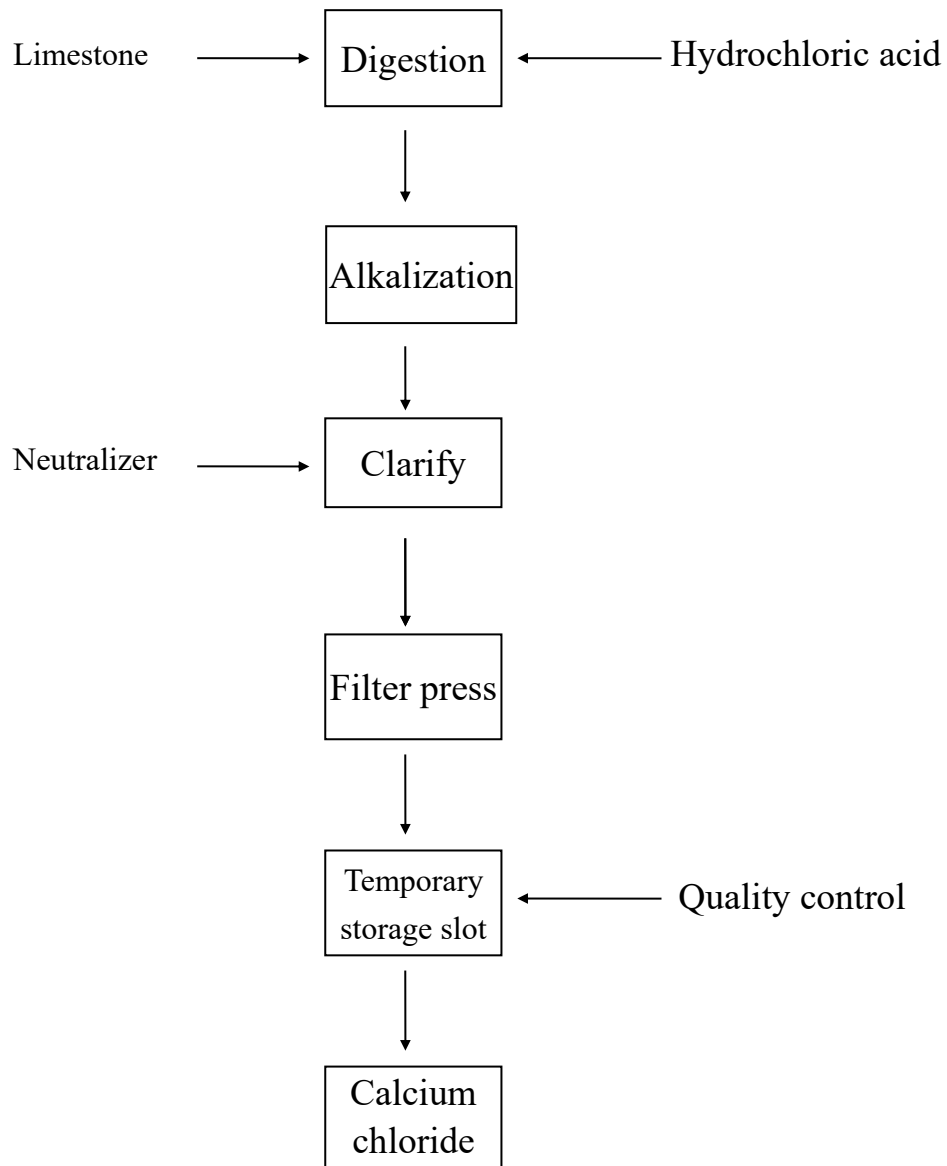 Limestone
Digestion
Hydrochloric acid
Alkalization
Neutralizer
Clarify
Filter press
Temporary
storage slot
Quality control
Calcium
chloride